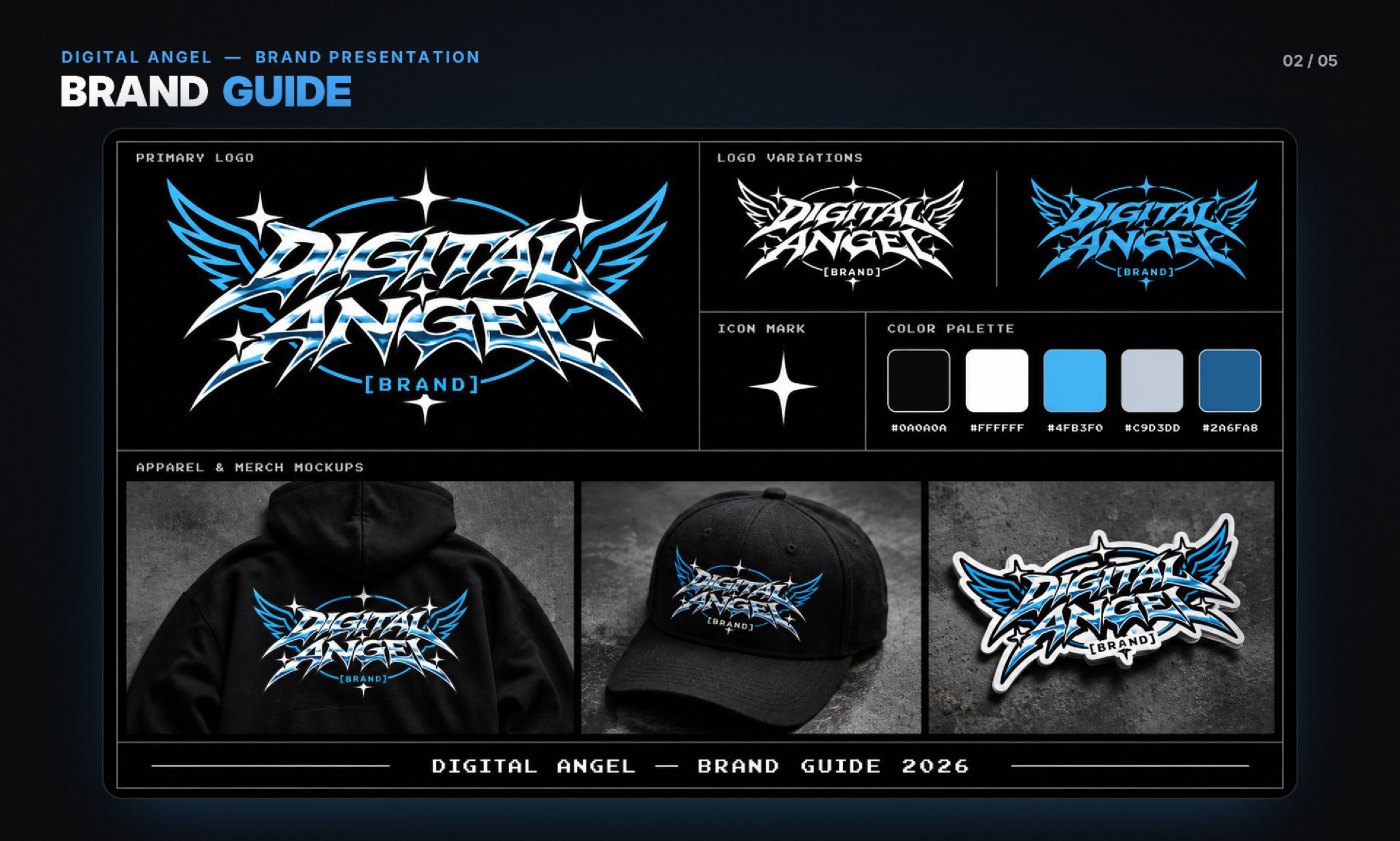 DIGITAL ANGEL — BRAND PRESENTATION
BRAND GUIDE
02 / 05
PRIMARY LOGO
DIGITAL
ANGEL
[BRAND]
LOGO VARIATIONS
DIGITAL
ANGEL
[BRAND]
DIGITAL
ANGEL
[BRAND]
ICON MARK
COLOR PALETTE
#0A0A0A
#FFFFFF
#4FB3F0
#C9D3DD
#2A6FA8
APPAREL & MERCH MOCKUPS
DIGITAL
ANGEL
[BRAND]
DIGITAL
ANGEL
[BRAND]
DIGITAL
ANGEL
[BRAND]
DIGITAL ANGEL — BRAND GUIDE 2026